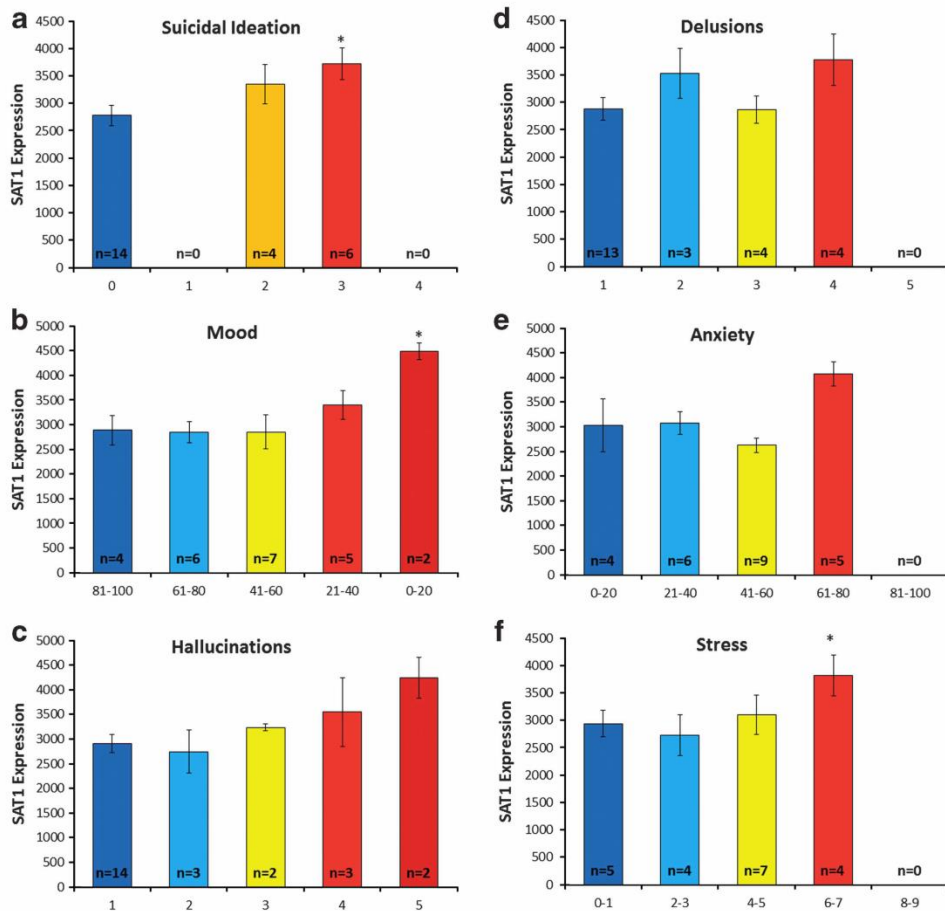 a
Suicidal Ideation
*
SAT1 Expression
4500
4000
3500
3000
2500
2000
1500
1000
500
0
n=14 n=0 n=4 n=6 n=0
0 1 2 3 4
b
Mood
*
SAT1 Expression
5000
4500
4000
3500
3000
2500
2000
1500
1000
500
0
n=4 n=6 n=7 n=5 n=2
81-100 61-80 41-60 21-40 0-20
c
Hallucinations
SAT1 Expression
5000
4500
4000
3500
3000
2500
2000
1500
1000
500
0
n=14 n=3 n=2 n=3 n=2
1 2 3 4 5
d
Delusions
SAT1 Expression
4500
4000
3500
3000
2500
2000
1500
1000
500
0
n=13 n=3 n=4 n=4 n=0
1 2 3 4 5
e
Anxiety
SAT1 Expression
5000
4500
4000
3500
3000
2500
2000
1500
1000
500
0
n=4 n=6 n=9 n=5 n=0
0-20 21-40 41-60 61-80 81-100
f
Stress
*
SAT1 Expression
4500
4000
3500
3000
2500
2000
1500
1000
500
0
n=5 n=4 n=7 n=4 n=0
0-1 2-3 4-5 6-7 8-9